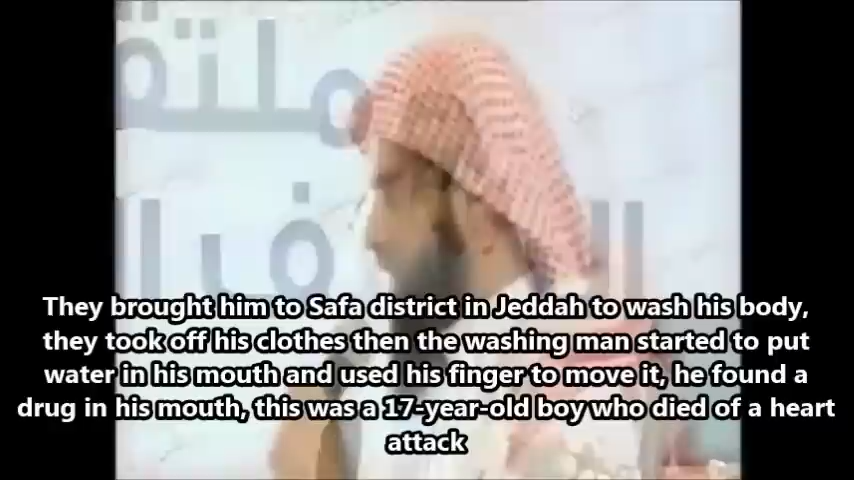 ملتق
They brought him to Safa district in Jeddah to wash his body,
they took off his clothes then the washing man started to put
water in his mouth and used his finger to move it, he found a
drug in his mouth, this was a 17-year-old boy who died of a heart
attack